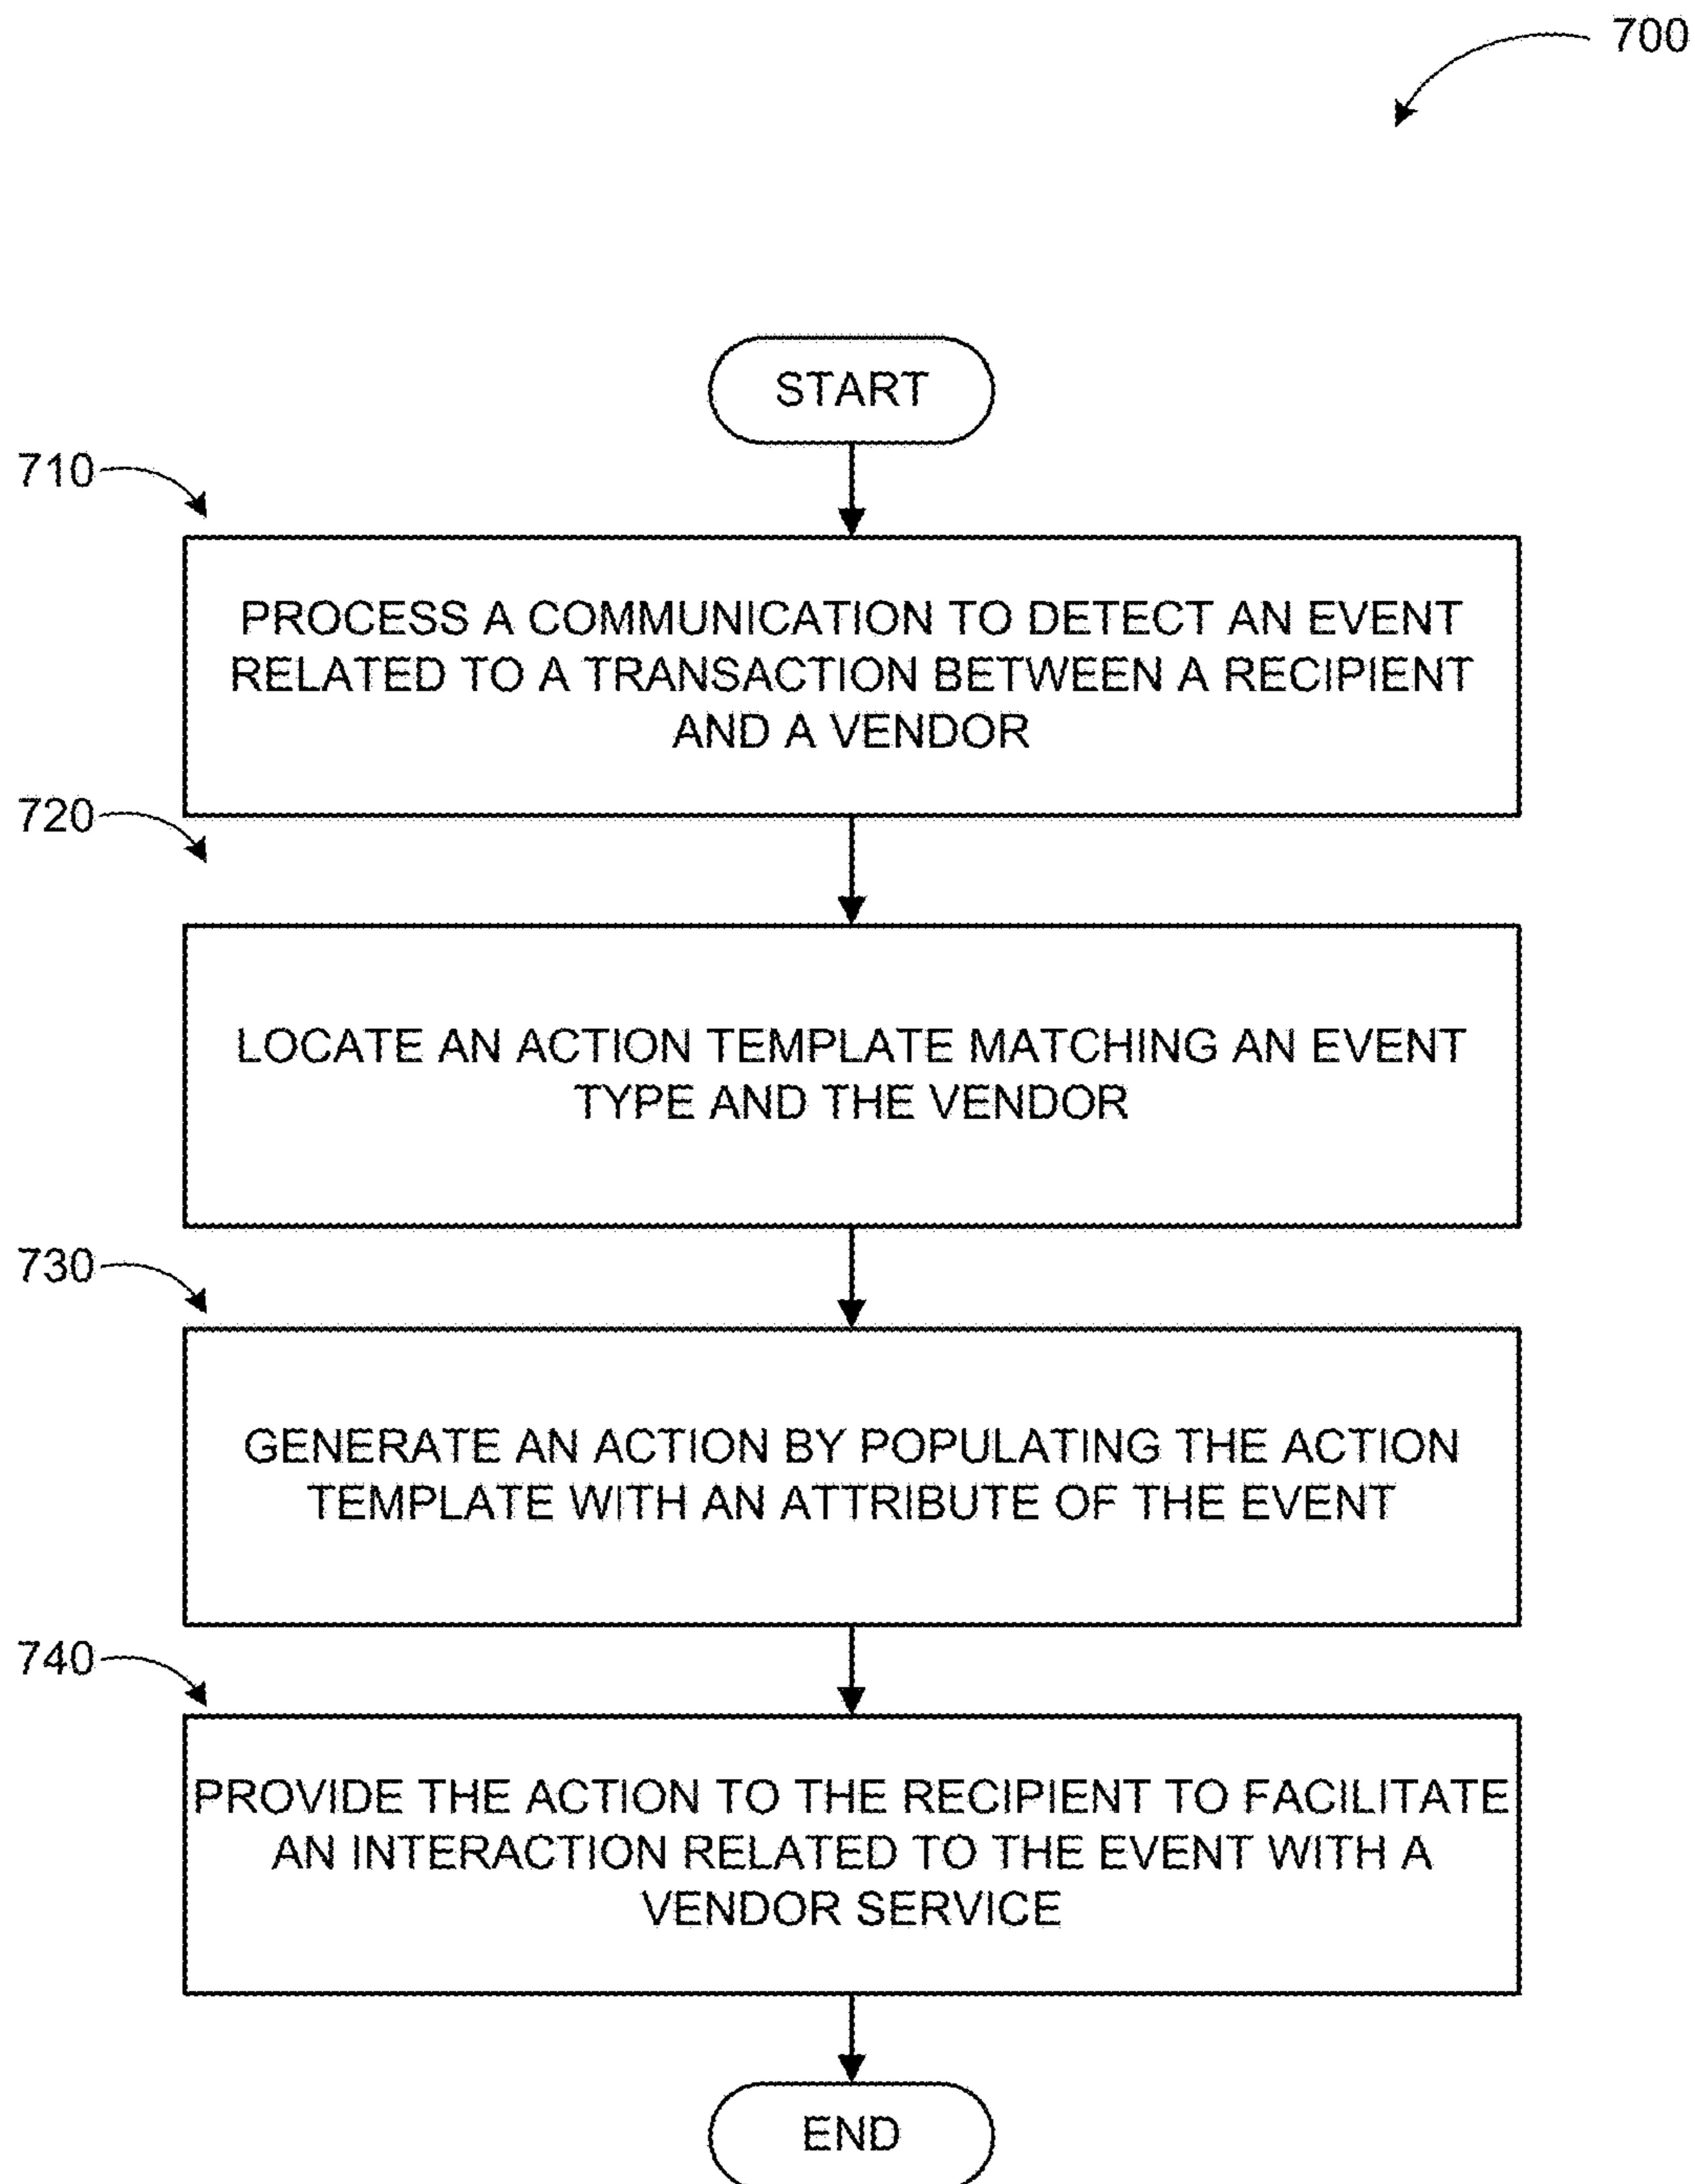 700
START
710
PROCESS A COMMUNICATION TO DETECT AN EVENT
RELATED TO A TRANSACTION BETWEEN A RECIPIENT
AND A VENDOR
720
LOCATE AN ACTION TEMPLATE MATCHING AN EVENT
TYPE AND THE VENDOR
730
GENERATE AN ACTION BY POPULATING THE ACTION
TEMPLATE WITH AN ATTRIBUTE OF THE EVENT
740
PROVIDE THE ACTION TO THE RECIPIENT TO FACILITATE
AN INTERACTION RELATED TO THE EVENT WITH A
VENDOR SERVICE
END